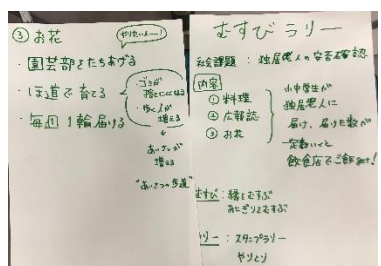 ③ お花
やりたいんー!
・園芸部をたちあげる
・ほ道で育てる
・ゴミが
捨てにくくなる
・歩く人が
増える
あいさつが
増える
"あいさつの歩道"
・毎週1輪届ける
むすびラリー
社会課題:独居老人の安否確認
内容
① 料理
② 広報誌
③ お花
小中学生が
独居老人に
届け、届けた数が
一定数いくと
飲食店でご飯get!
むすび:縁をむすぶ
おにぎりをむすぶ
ラリー:スタンプラリー
やりとり